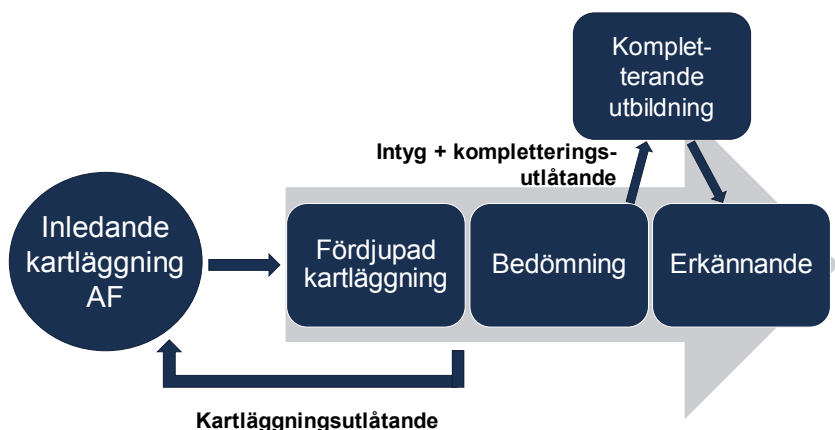 Komplet-
terande
utbildning
Intyg + kompletterings-
utlåtande
Inledande
kartläggning
AF
Fördjupad
kartläggning
Bedömning
Erkännande
Kartläggningsutlåtande